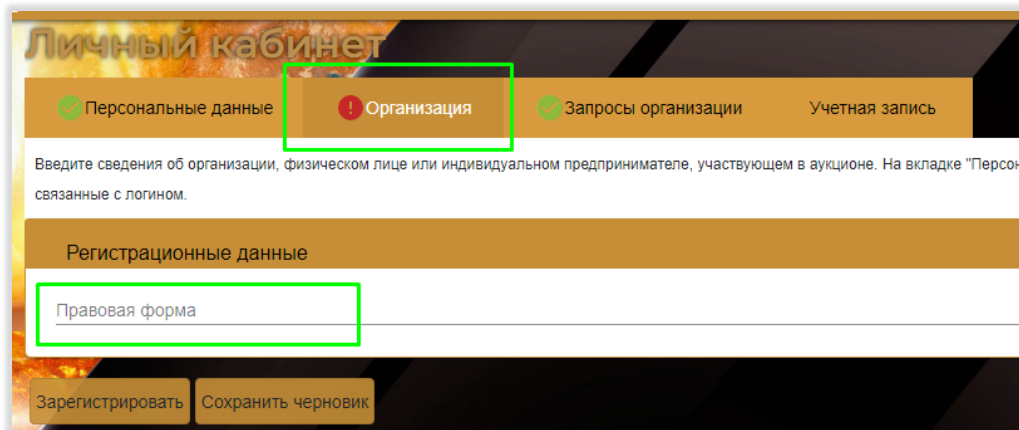 Личный кабинет
Персональные данные
Организация
Запросы организации
Учетная запись
Введите сведения об организации, физическом лице или индивидуальном предпринимателе, участвующем в аукционе. На вкладке "Персон
связанные с логином.
Регистрационные данные
Правовая форма
Зарегистрировать
Сохранить черновик